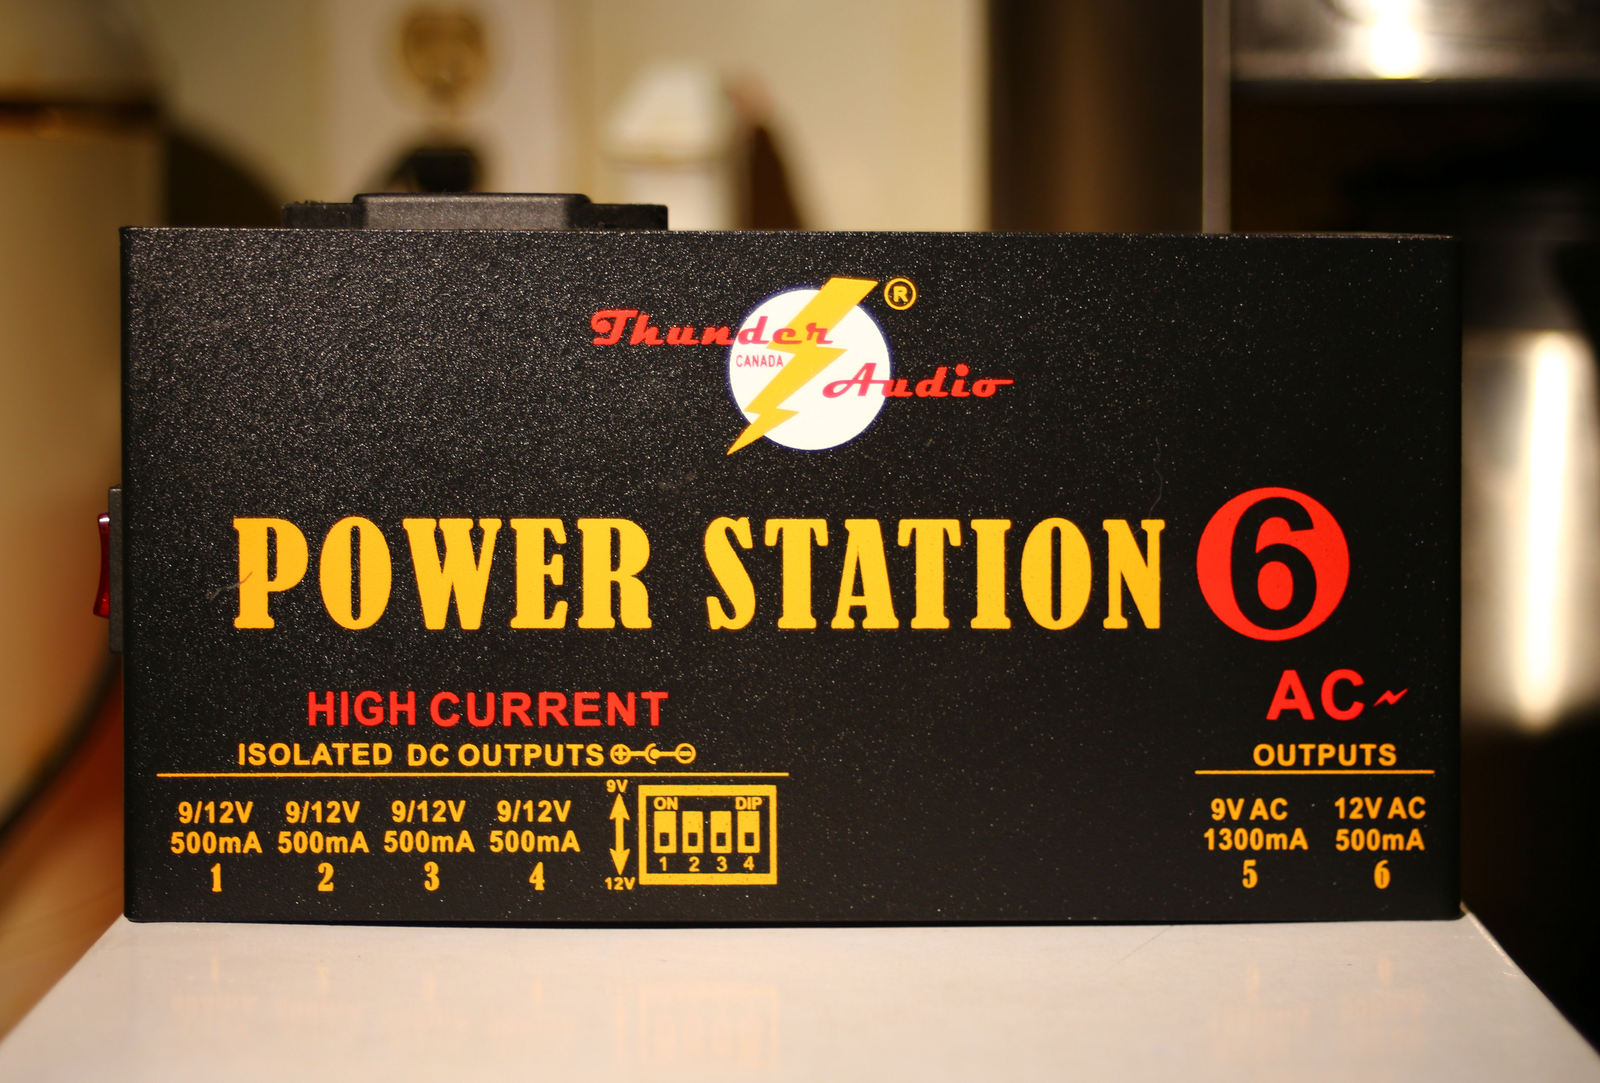 Thunder ®
CANADA
Audio
POWER STATION 6
HIGH CURRENT
ISOLATED DC OUTPUTS
9/12V 9/12V 9/12V 9/12V
500mA 500mA 500mA 500mA
1 2 3 4
9V
12V
ON DIP
1 2 3 4
AC
OUTPUTS
9V AC 12V AC
1300mA 500mA
5 6